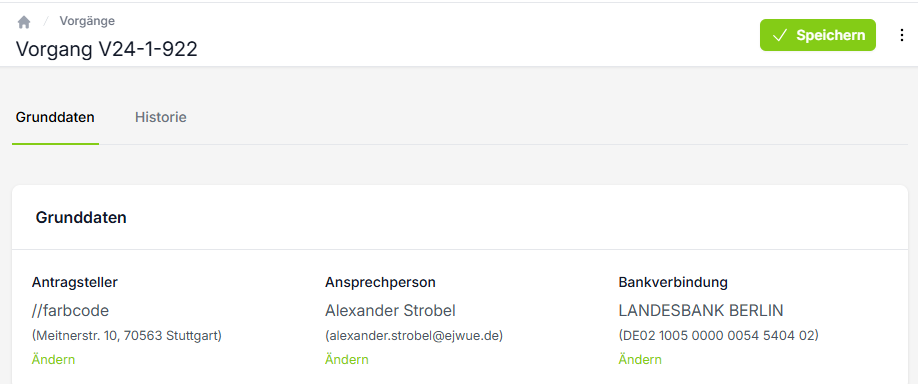 Vorgänge
Vorgang V24-1-922
Speichern
Grunddaten
Historie
Grunddaten
Antragsteller
//farbcode
(Meitnerstr. 10, 70563 Stuttgart)
Ändern
Ansprechperson
Alexander Strobel
(alexander.strobel@ejwue.de)
Ändern
Bankverbindung
LANDESBANK BERLIN
(DE02 1005 0000 0054 5404 02)
Ändern